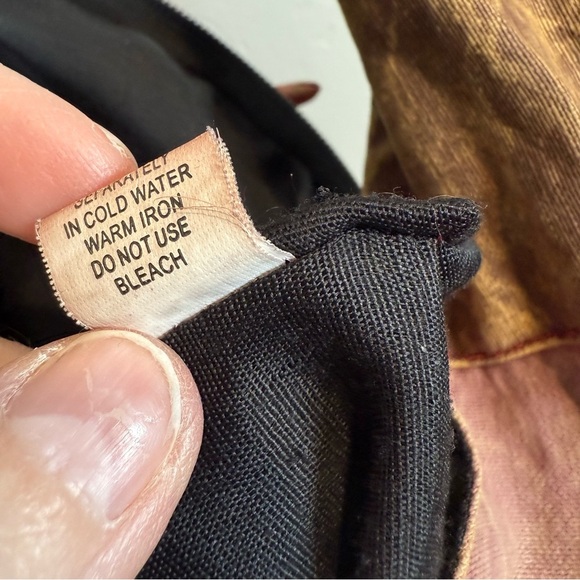 SEPARATELY
IN COLD WATER
WARM IRON
DO NOT USE
BLEACH